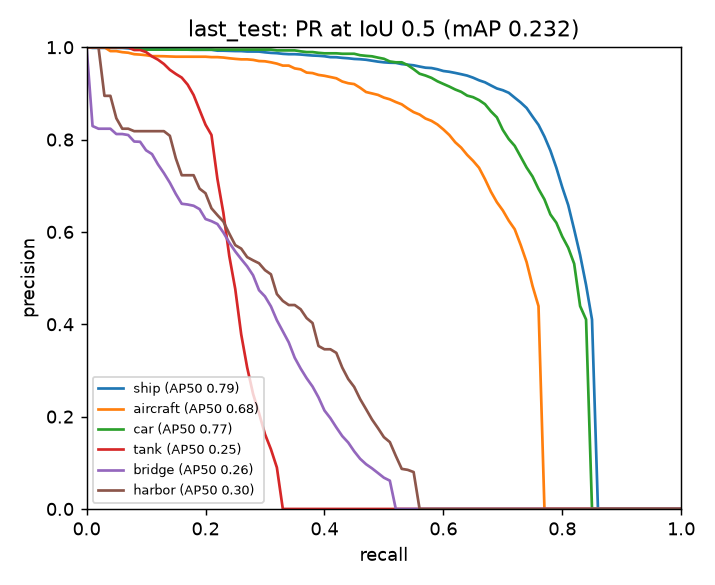 last_test: PR at IoU 0.5 (mAP 0.232)
1.0
0.8
0.6
0.4
0.2
0.0
precision
ship (AP50 0.79)
aircraft (AP50 0.68)
car (AP50 0.77)
tank (AP50 0.25)
bridge (AP50 0.26)
harbor (AP50 0.30)
0.0 0.2 0.4 0.6 0.8 1.0
recall